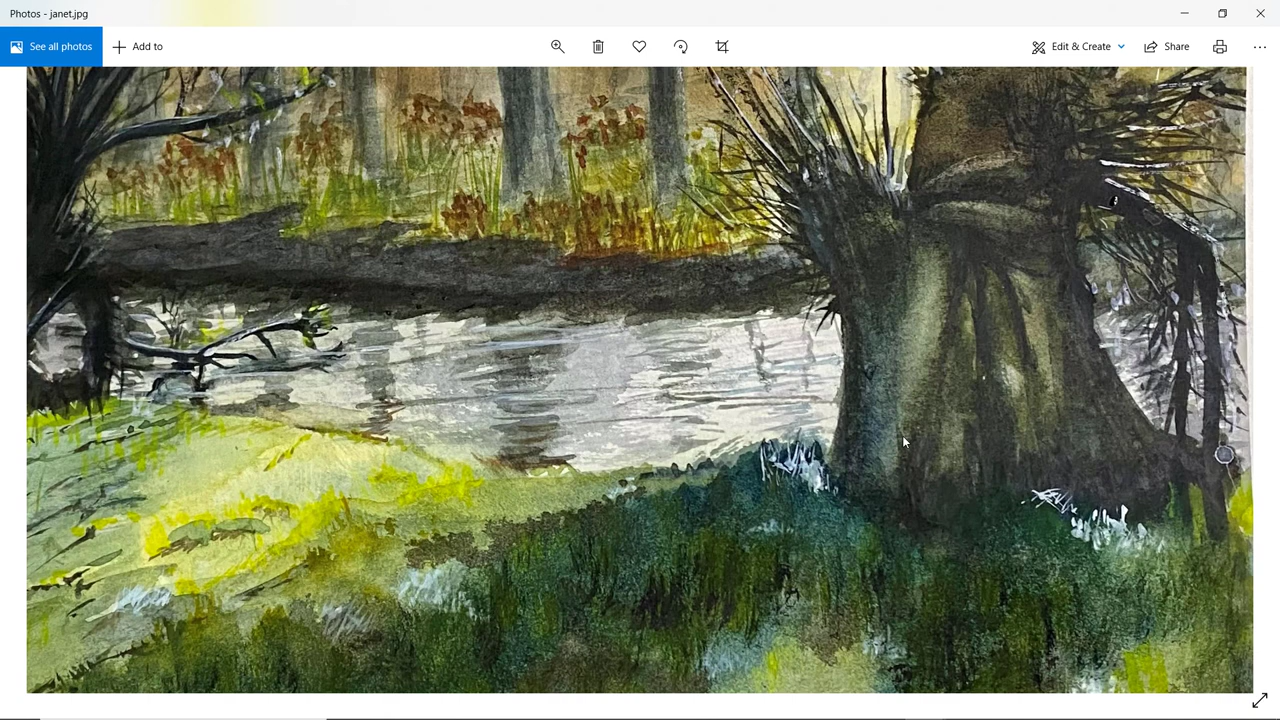 Photos - janet.jpg
See all photos
Add to
Edit & Create
Share